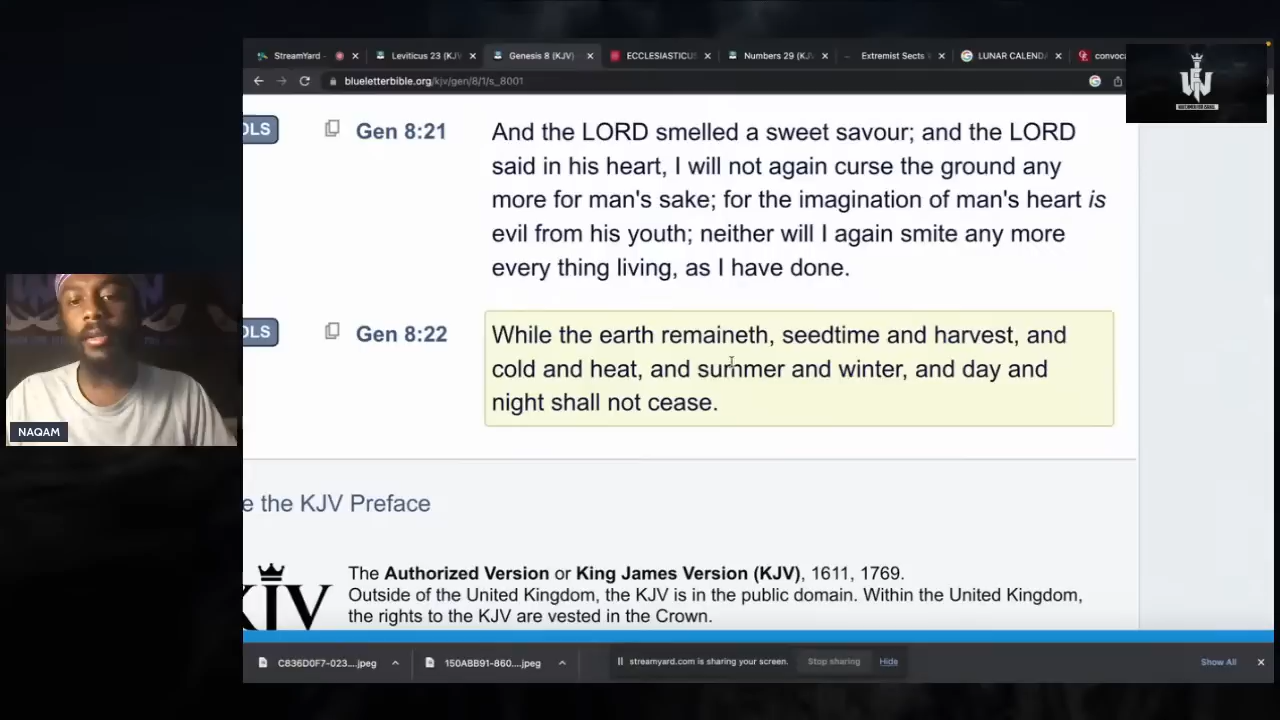 StreamYard -
Leviticus 23 (KJV
Genesis 8 (KJV)
ECCLESIASTICUS
Numbers 29 (KJV
Extremist Sects
LUNAR CALENDA
convoca
blueletterbible.org/kjv/gen/8/1/s_8001
OLS
Gen 8:21
And the LORD smelled a sweet savour; and the LORD
said in his heart, I will not again curse the ground any
more for man's sake; for the imagination of man's heart is
evil from his youth; neither will I again smite any more
every thing living, as I have done.
OLS
Gen 8:22
While the earth remaineth, seedtime and harvest, and
cold and heat, and summer and winter, and day and
night shall not cease.
NAQAM
e the KJV Preface
KJV
The Authorized Version or King James Version (KJV), 1611, 1769.
Outside of the United Kingdom, the KJV is in the public domain. Within the United Kingdom,
the rights to the KJV are vested in the Crown.
C836D0F7-023....jpeg
150ABB91-860....jpeg
streamyard.com is sharing your screen.
Stop sharing
Hide
Show All